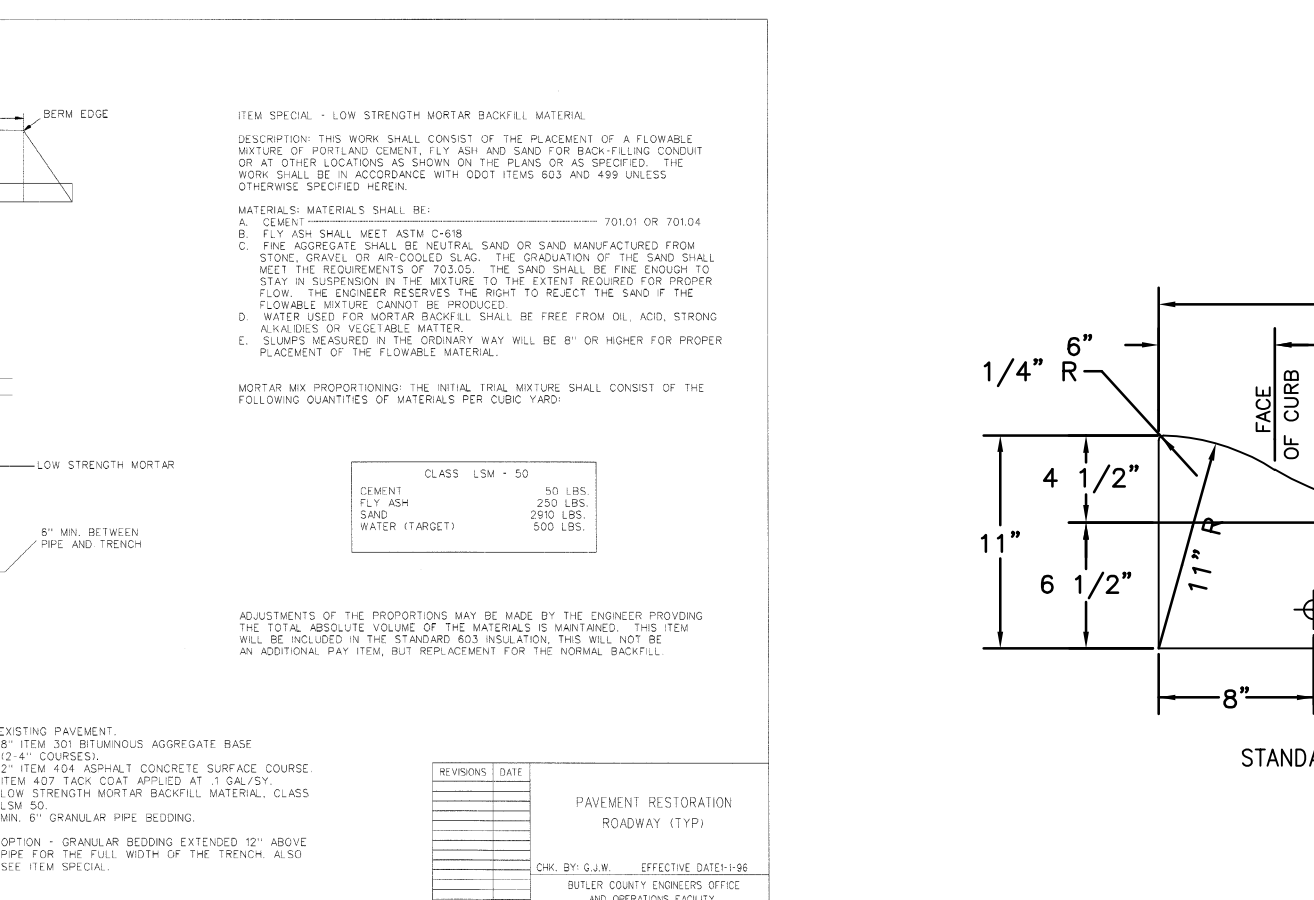 BERM EDGE
ITEM SPECIAL - LOW STRENGTH MORTAR BACKFILL MATERIAL
DESCRIPTION: THIS WORK SHALL CONSIST OF THE PLACEMENT OF A FLOWABLE
MIXTURE OF PORTLAND CEMENT, FLY ASH AND SAND FOR BACK-FILLING CONDUIT
OR AT OTHER LOCATIONS AS SHOWN ON THE PLANS OR AS SPECIFIED. THE
WORK SHALL BE IN ACCORDANCE WITH ODOT ITEMS 603 AND 499 UNLESS
OTHERWISE SPECIFIED HEREIN.
MATERIALS: MATERIALS SHALL BE:
A. CEMENT 701.01 OR 701.04
B. FLY ASH SHALL MEET ASTM C-618
C. FINE AGGREGATE SHALL BE NEUTRAL SAND OR SAND MANUFACTURED FROM
STONE, GRAVEL OR AIR-COOLED SLAG. THE GRADUATION OF THE SAND SHALL
MEET THE REQUIREMENTS OF 703.05. THE SAND SHALL BE FINE ENOUGH TO
STAY IN SUSPENSION IN THE MIXTURE TO THE EXTENT REQUIRED FOR PROPER
FLOW. THE ENGINEER RESERVES THE RIGHT TO REJECT THE SAND IF THE
FLOWABLE MIXTURE CANNOT BE PRODUCED.
D. WATER USED FOR MORTAR BACKFILL SHALL BE FREE FROM OIL, ACID, STRONG
ALKALIDIES OR VEGETABLE MATTER.
E. SLUMPS MEASURED IN THE ORDINARY WAY WILL BE 8" OR HIGHER FOR PROPER
PLACEMENT OF THE FLOWABLE MATERIAL.
MORTAR MIX PROPORTIONING: THE INITIAL TRIAL MIXTURE SHALL CONSIST OF THE
FOLLOWING QUANTITIES OF MATERIALS PER CUBIC YARD:
LOW STRENGTH MORTAR
6" MIN. BETWEEN
PIPE AND TRENCH
CLASS LSM - 50
CEMENT 50 LBS.
FLY ASH 250 LBS.
SAND 2910 LBS.
WATER (TARGET) 500 LBS.
ADJUSTMENTS OF THE PROPORTIONS MAY BE MADE BY THE ENGINEER PROVDING
THE TOTAL ABSOLUTE VOLUME OF THE MATERIALS IS MAINTAINED. THIS ITEM
WILL BE INCLUDED IN THE STANDARD 603 INSULATION, THIS WILL NOT BE
AN ADDITIONAL PAY ITEM, BUT REPLACEMENT FOR THE NORMAL BACKFILL.
EXISTING PAVEMENT.
8" ITEM 301 BITUMINOUS AGGREGATE BASE
(2-4" COURSES).
2" ITEM 404 ASPHALT CONCRETE SURFACE COURSE.
ITEM 407 TACK COAT APPLIED AT .1 GAL/SY.
LOW STRENGTH MORTAR BACKFILL MATERIAL, CLASS
LSM 50.
MIN. 6" GRANULAR PIPE BEDDING.
OPTION - GRANULAR BEDDING EXTENDED 12" ABOVE
PIPE FOR THE FULL WIDTH OF THE TRENCH. ALSO
SEE ITEM SPECIAL.
REVISIONS DATE
PAVEMENT RESTORATION
ROADWAY (TYP)
CHK. BY: G.J.W. EFFECTIVE DATE1-1-96
BUTLER COUNTY ENGINEERS OFFICE
AND OPERATIONS FACILITY
6"
1/4" R
FACE
OF CURB
4 1/2"
11"
6 1/2"
11" R
8"
STANDA